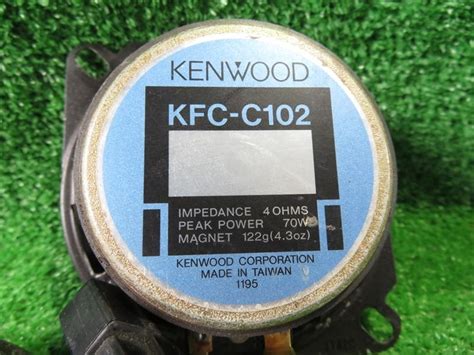 KENWOOD
KFC-C102
IMPEDANCE 4 OHMS
PEAK POWER 70W
MAGNET 122g(4.3oz)
KENWOOD CORPORATION
MADE IN TAIWAN
1195